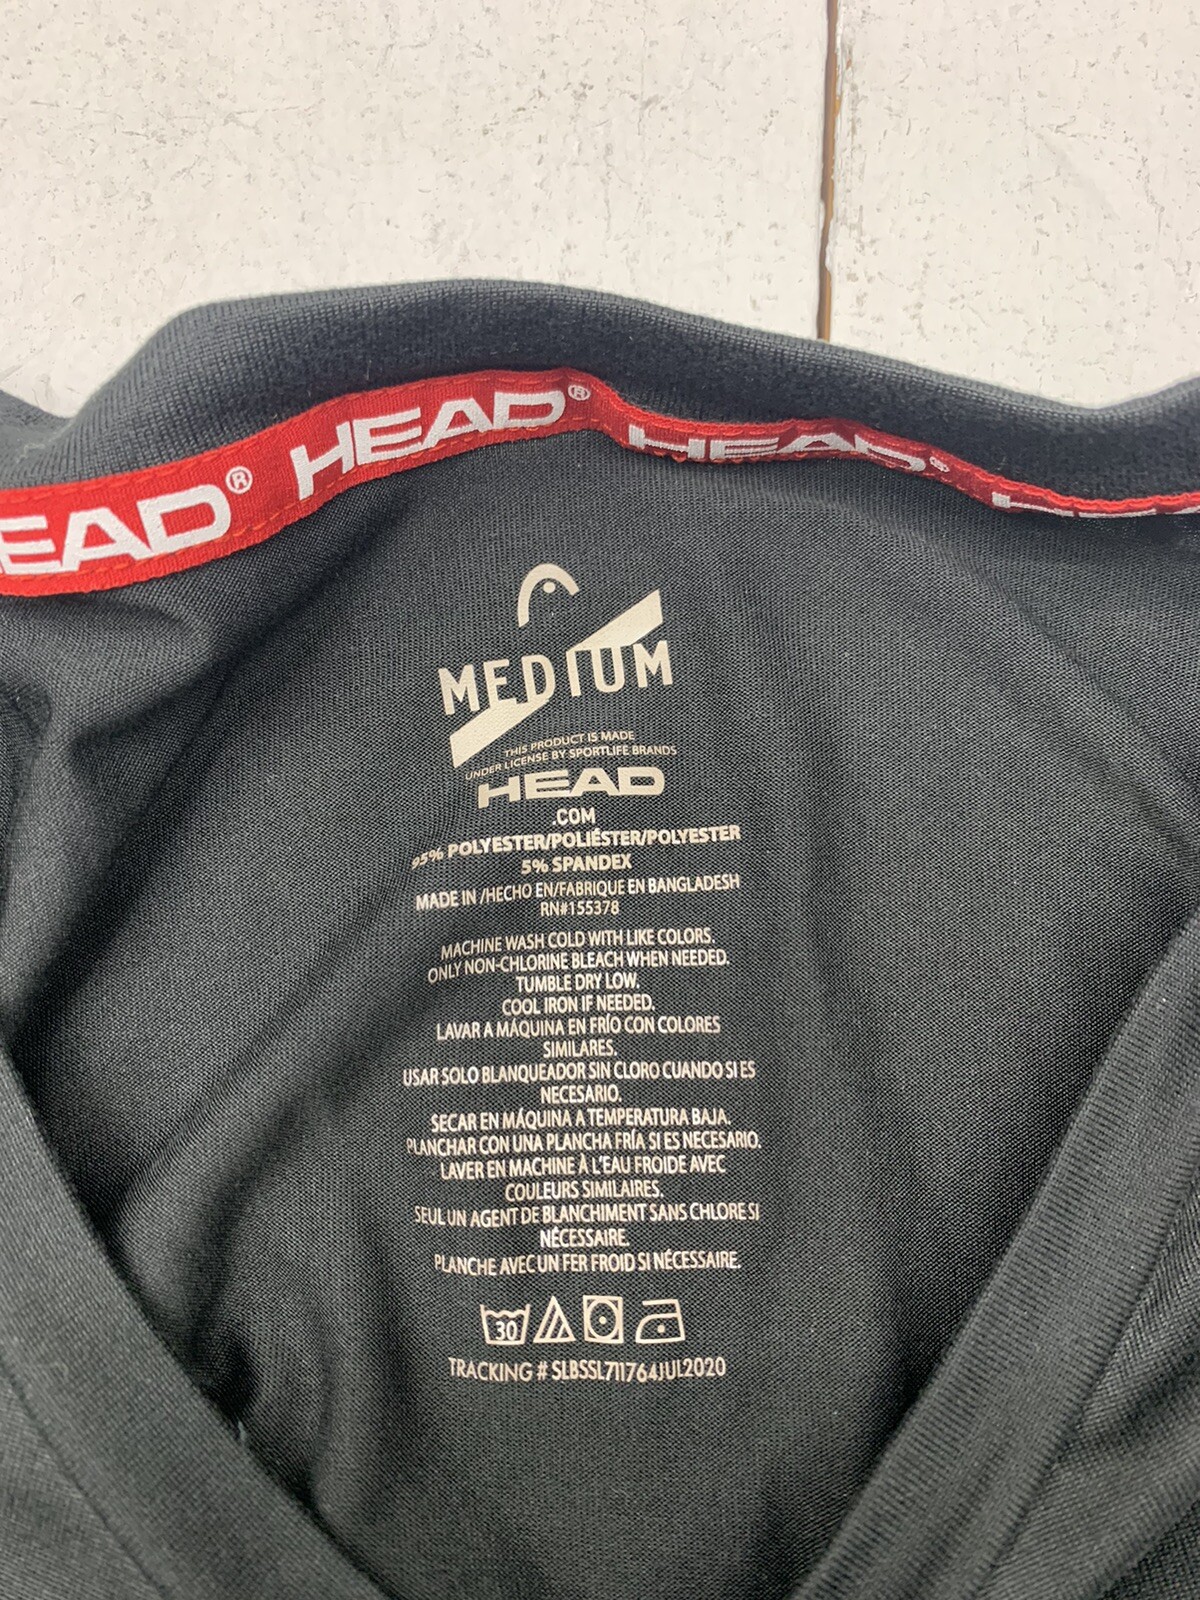 EAD® HEAD® HEAD®
MEDIUM
THIS PRODUCT IS MADE
UNDER LICENSE BY SPORTLIFE BRANDS
HEAD
.COM
95% POLYESTER/POLIÉSTER/POLYESTER
5% SPANDEX
MADE IN /HECHO EN/FABRIQUE EN BANGLADESH
RN#155378
MACHINE WASH COLD WITH LIKE COLORS.
ONLY NON-CHLORINE BLEACH WHEN NEEDED.
TUMBLE DRY LOW.
COOL IRON IF NEEDED.
LAVAR A MÁQUINA EN FRÍO CON COLORES
SIMILARES.
USAR SOLO BLANQUEADOR SIN CLORO CUANDO SI ES
NECESARIO.
SECAR EN MÁQUINA A TEMPERATURA BAJA.
PLANCHAR CON UNA PLANCHA FRÍA SI ES NECESARIO.
LAVER EN MACHINE À L'EAU FROIDE AVEC
COULEURS SIMILAIRES.
SEUL UN AGENT DE BLANCHIMENT SANS CHLORE SI
NÉCESSAIRE.
PLANCHE AVEC UN FER FROID SI NÉCESSAIRE.
30
TRACKING # SLBSSL711764JUL2020